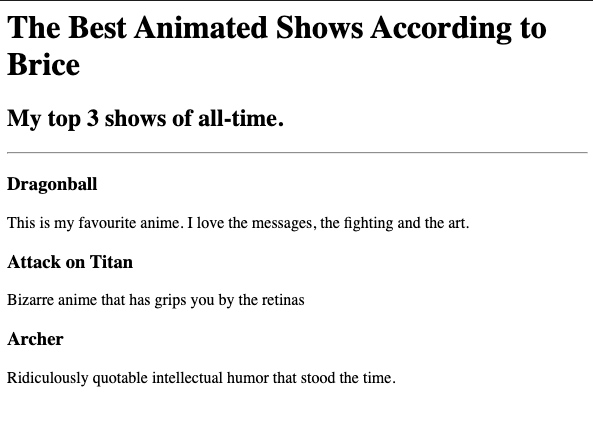 The Best Animated Shows According to
Brice
My top 3 shows of all-time.
Dragonball
This is my favourite anime. I love the messages, the fighting and the art.
Attack on Titan
Bizarre anime that has grips you by the retinas
Archer
Ridiculously quotable intellectual humor that stood the time.